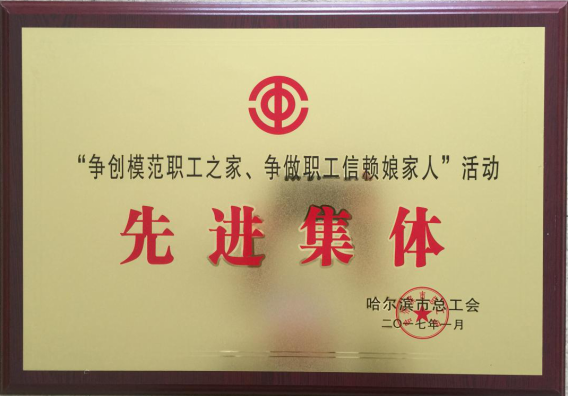 “争创模范职工之家、争做职工信赖娘家人”活动
先进集体
哈尔滨市总工会
二〇一七年一月